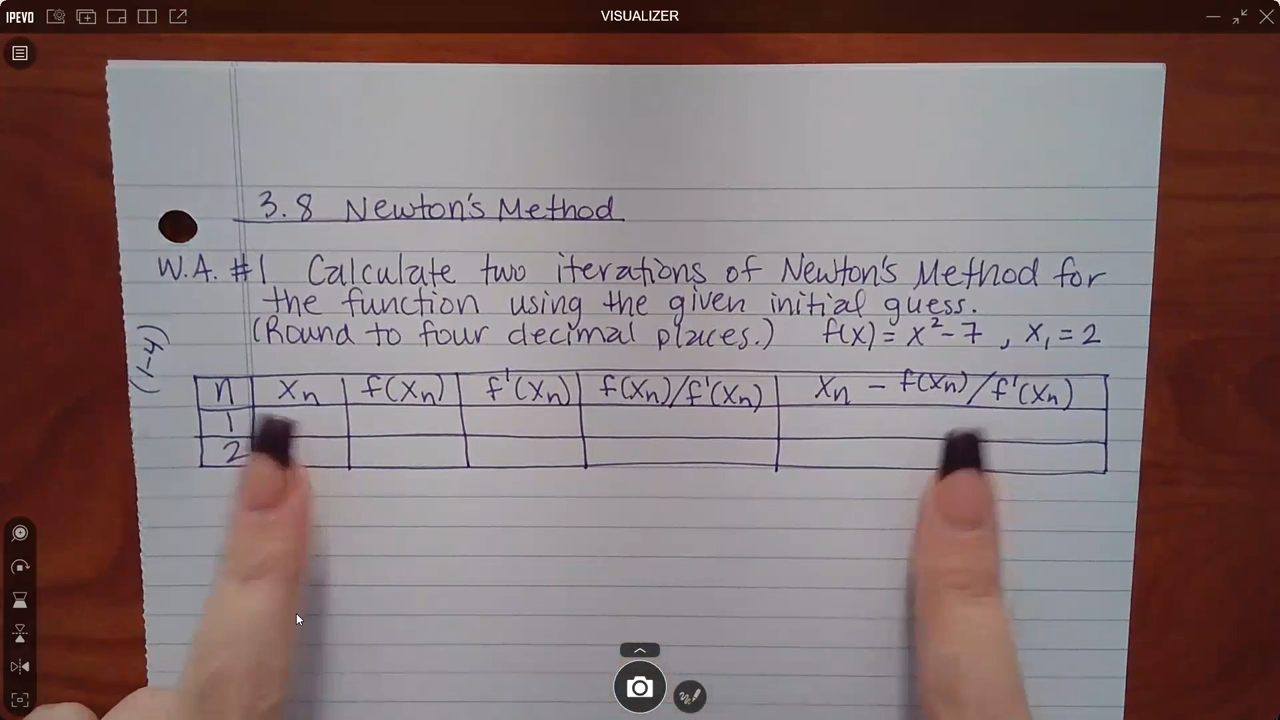 IPEVO
VISUALIZER
3.8 Newton's Method
W.A. #1 Calculate two iterations of Newton's Method for
the function using the given initial guess.
(Round to four decimal places.) f(x) = x² - 7 , x₁ = 2
(1-4)
n xₙ f(xₙ) f'(xₙ) f(xₙ)/f'(xₙ) xₙ - f(xₙ)/f'(xₙ)
1
2